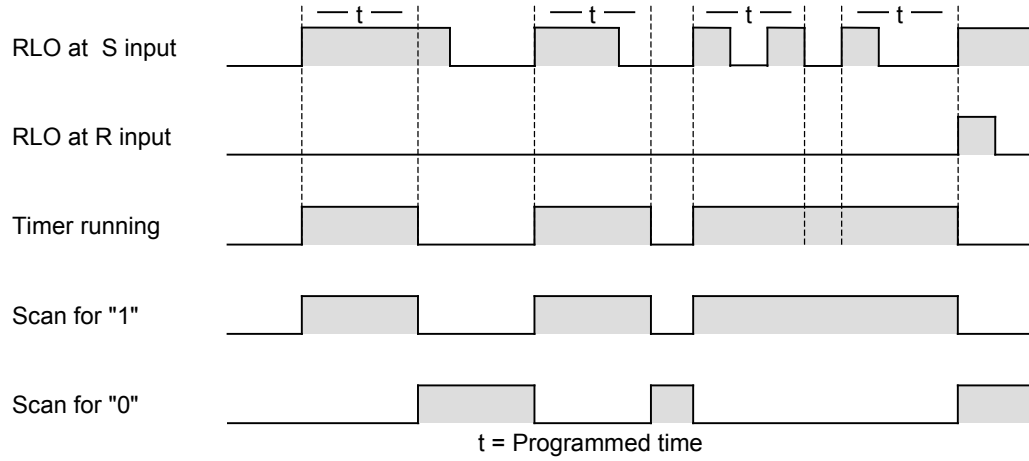 t t t t
RLO at S input
RLO at R input
Timer running
Scan for "1"
Scan for "0"
t = Programmed time